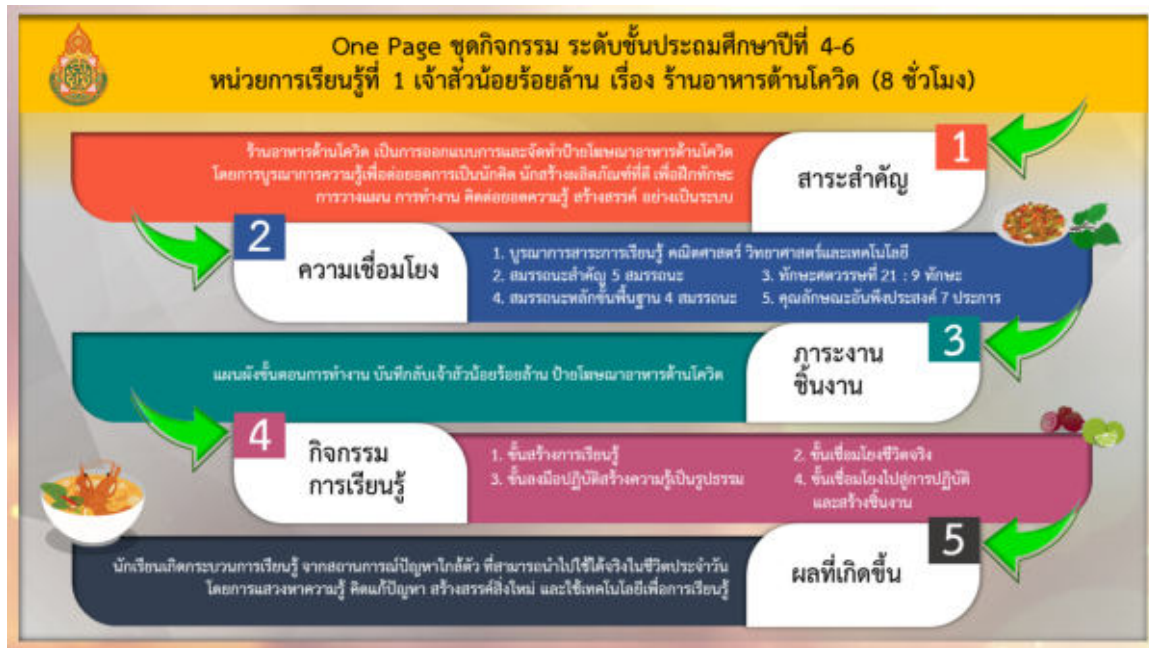 One Page ชุดกิจกรรม ระดับชั้นประถมศึกษาปีที่ 4-6
หน่วยการเรียนรู้ที่ 1 เจ้าสัวน้อยร้อยล้าน เรื่อง ร้านอาหารต้านโควิด (8 ชั่วโมง)
1
สาระสำคัญ
ร้านอาหารต้านโควิด เป็นการออกแบบการและจัดทำป้ายโฆษณาอาหารต้านโควิด
โดยการบูรณาการความรู้เพื่อต่อยอดการเป็นนักคิด นักสร้างผลิตภัณฑ์ที่ดี เพื่อฝึกทักษะ
การวางแผน การทำงาน คิดต่อยอดความรู้ สร้างสรรค์ อย่างเป็นระบบ
2
ความเชื่อมโยง
1. บูรณาการสาระการเรียนรู้ คณิตศาสตร์ วิทยาศาสตร์และเทคโนโลยี
2. สมรรถนะสำคัญ 5 สมรรถนะ 3. ทักษะศตวรรษที่ 21 : 9 ทักษะ
4. สมรรถนะหลักขั้นพื้นฐาน 4 สมรรถนะ 5. คุณลักษณะอันพึงประสงค์ 7 ประการ
3
ภาระงาน
ชิ้นงาน
แผนผังขั้นตอนการทำงาน บันทึกลับเจ้าสัวน้อยร้อยล้าน ป้ายโฆษณาอาหารต้านโควิด
4
กิจกรรม
การเรียนรู้
1. ขั้นสร้างการเรียนรู้ 2. ขั้นเชื่อมโยงชีวิตจริง
3. ขั้นลงมือปฏิบัติสร้างความรู้เป็นรูปธรรม 4. ขั้นเชื่อมโยงไปสู่การปฏิบัติ
และสร้างชิ้นงาน
5
ผลที่เกิดขึ้น
นักเรียนเกิดกระบวนการเรียนรู้ จากสถานการณ์ปัญหาใกล้ตัว ที่สามารถนำไปใช้ได้จริงในชีวิตประจำวัน
โดยการแสวงหาความรู้ คิดแก้ปัญหา สร้างสรรค์สิ่งใหม่ และใช้เทคโนโลยีเพื่อการเรียนรู้